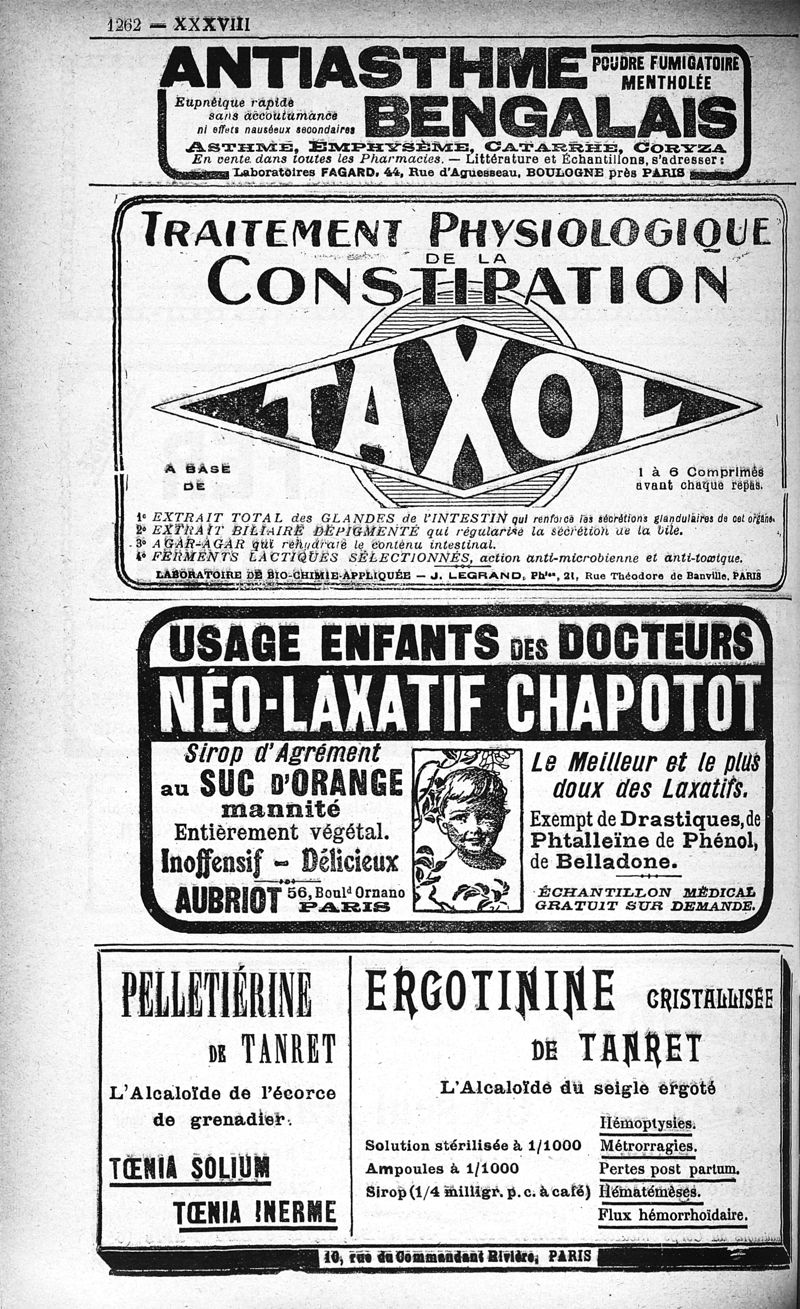 1262 — XXXVIII
ANTIASTHME POUDRE FUMIGATOIRE
MENTHOLÉE
Eupnéique rapide
sans accoutumance
ni effets nauséeux secondaires
BENGALAIS
ASTHME, EMPHYSÈME, CATARRHE, CORYZA
En vente dans toutes les Pharmacies. — Littérature et Échantillons, s'adresser :
Laboratoires FAGARD, 44, Rue d'Aguesseau, BOULOGNE près PARIS
TRAITEMENT PHYSIOLOGIQUE
DE LA
CONSTIPATION
TAXOL
A BASE
DE
1 à 6 Comprimés
avant chaque repas.
1° EXTRAIT TOTAL des GLANDES de l'INTESTIN qui renforce les sécrétions glandulaires de cet organe.
2° EXTRAIT BILIAIRE DÉPIGMENTÉ qui régularise la sécrétion de la bile.
3° AGAR-AGAR qui réhydrate le contenu intestinal.
4° FERMENTS LACTIQUES SÉLECTIONNÉS, action anti-microbienne et anti-toxique.
LABORATOIRE DE BIO-CHIMIE-APPLIQUÉE — J. LEGRAND, Phien, 21, Rue Théodore de Banville, PARIS
USAGE ENFANTS DES DOCTEURS
NÉO-LAXATIF CHAPOTOT
Sirop d'Agrément
au SUC D'ORANGE
mannité
Entièrement végétal.
Inoffensif – Délicieux
AUBRIOT 56, Bould Ornano
PARIS
Le Meilleur et le plus
doux des Laxatifs.
Exempt de Drastiques, de
Phtalleïne de Phénol,
de Belladone.
ÉCHANTILLON MÉDICAL
GRATUIT SUR DEMANDE.
PELLETIÉRINE
DE TANRET
L'Alcaloïde de l'écorce
de grenadier.
TŒNIA SOLIUM
TŒNIA INERME
ERGOTININE CRISTALLISÉE
DE TANRET
L'Alcaloïde du seigle ergoté
Solution stérilisée à 1/1000
Ampoules à 1/1000
Sirop (1/4 milligr. p. c. à café)
Hémoptysies.
Métrorragies.
Pertes post partum.
Hématémèses.
Flux hémorrhoïdaire.
10, rue du Commandant Rivière, PARIS